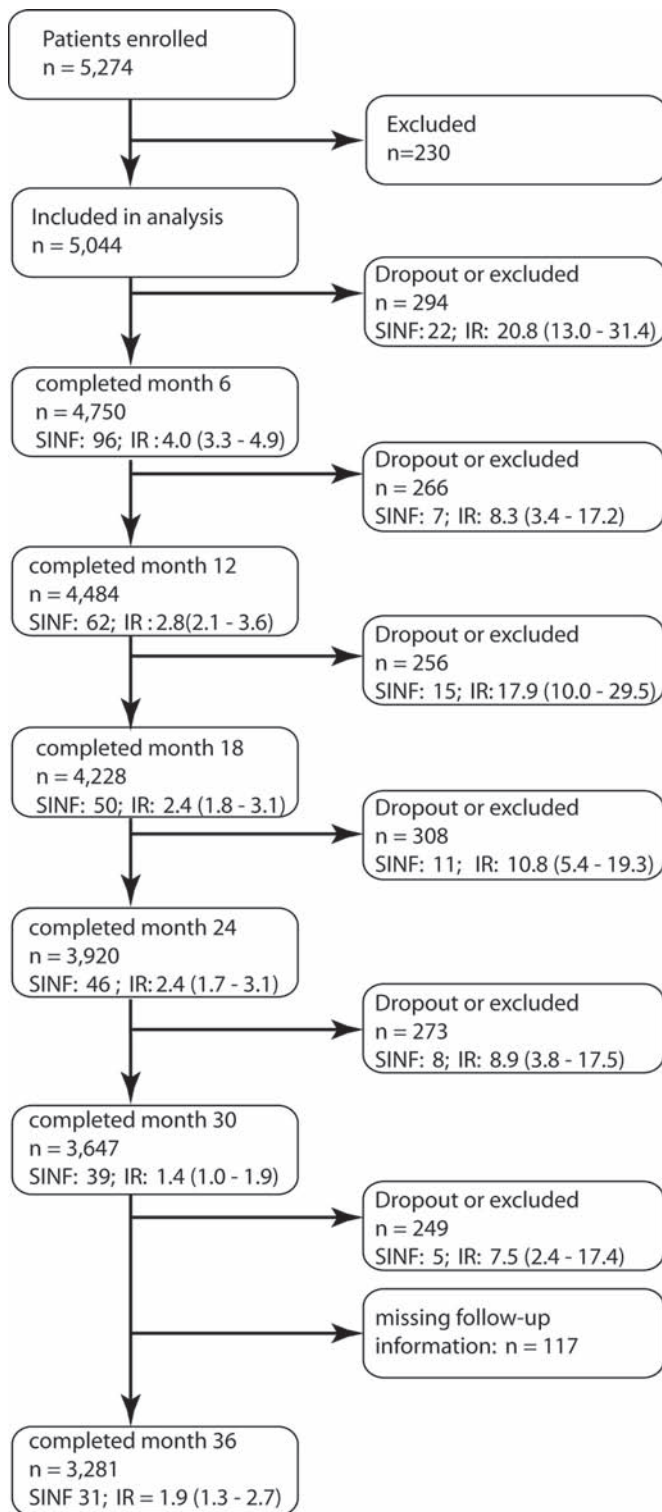 Patients enrolled
n = 5,274
Excluded
n=230
Included in analysis
n = 5,044
Dropout or excluded
n = 294
SINF: 22; IR: 20.8 (13.0 - 31.4)
completed month 6
n = 4,750
SINF: 96; IR : 4.0 (3.3 - 4.9)
Dropout or excluded
n = 266
SINF: 7; IR: 8.3 (3.4 - 17.2)
completed month 12
n = 4,484
SINF: 62; IR : 2.8(2.1 - 3.6)
Dropout or excluded
n = 256
SINF: 15; IR: 17.9 (10.0 - 29.5)
completed month 18
n = 4,228
SINF: 50; IR: 2.4 (1.8 - 3.1)
Dropout or excluded
n = 308
SINF: 11; IR: 10.8 (5.4 - 19.3)
completed month 24
n = 3,920
SINF: 46 ; IR: 2.4 (1.7 - 3.1)
Dropout or excluded
n = 273
SINF: 8; IR: 8.9 (3.8 - 17.5)
completed month 30
n = 3,647
SINF: 39; IR: 1.4 (1.0 - 1.9)
Dropout or excluded
n = 249
SINF: 5; IR: 7.5 (2.4 - 17.4)
missing follow-up
information: n = 117
completed month 36
n = 3,281
SINF 31; IR = 1.9 (1.3 - 2.7)